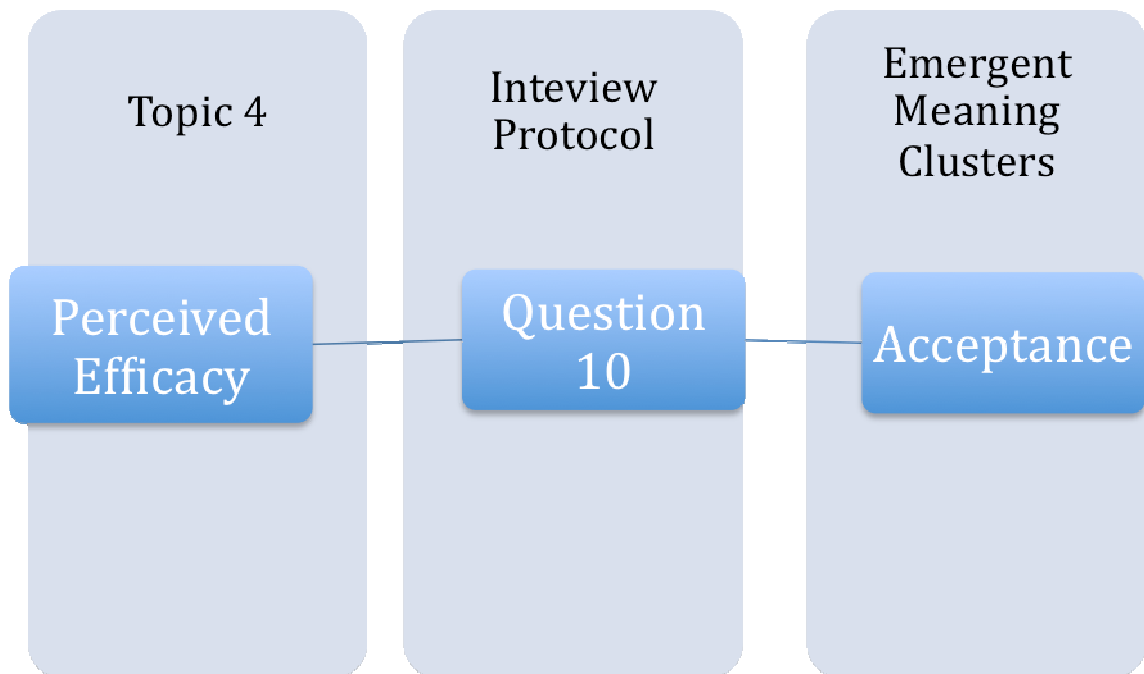 Topic 4
Inteview
Protocol
Emergent
Meaning
Clusters
Perceived
Efficacy
Question
10
Acceptance